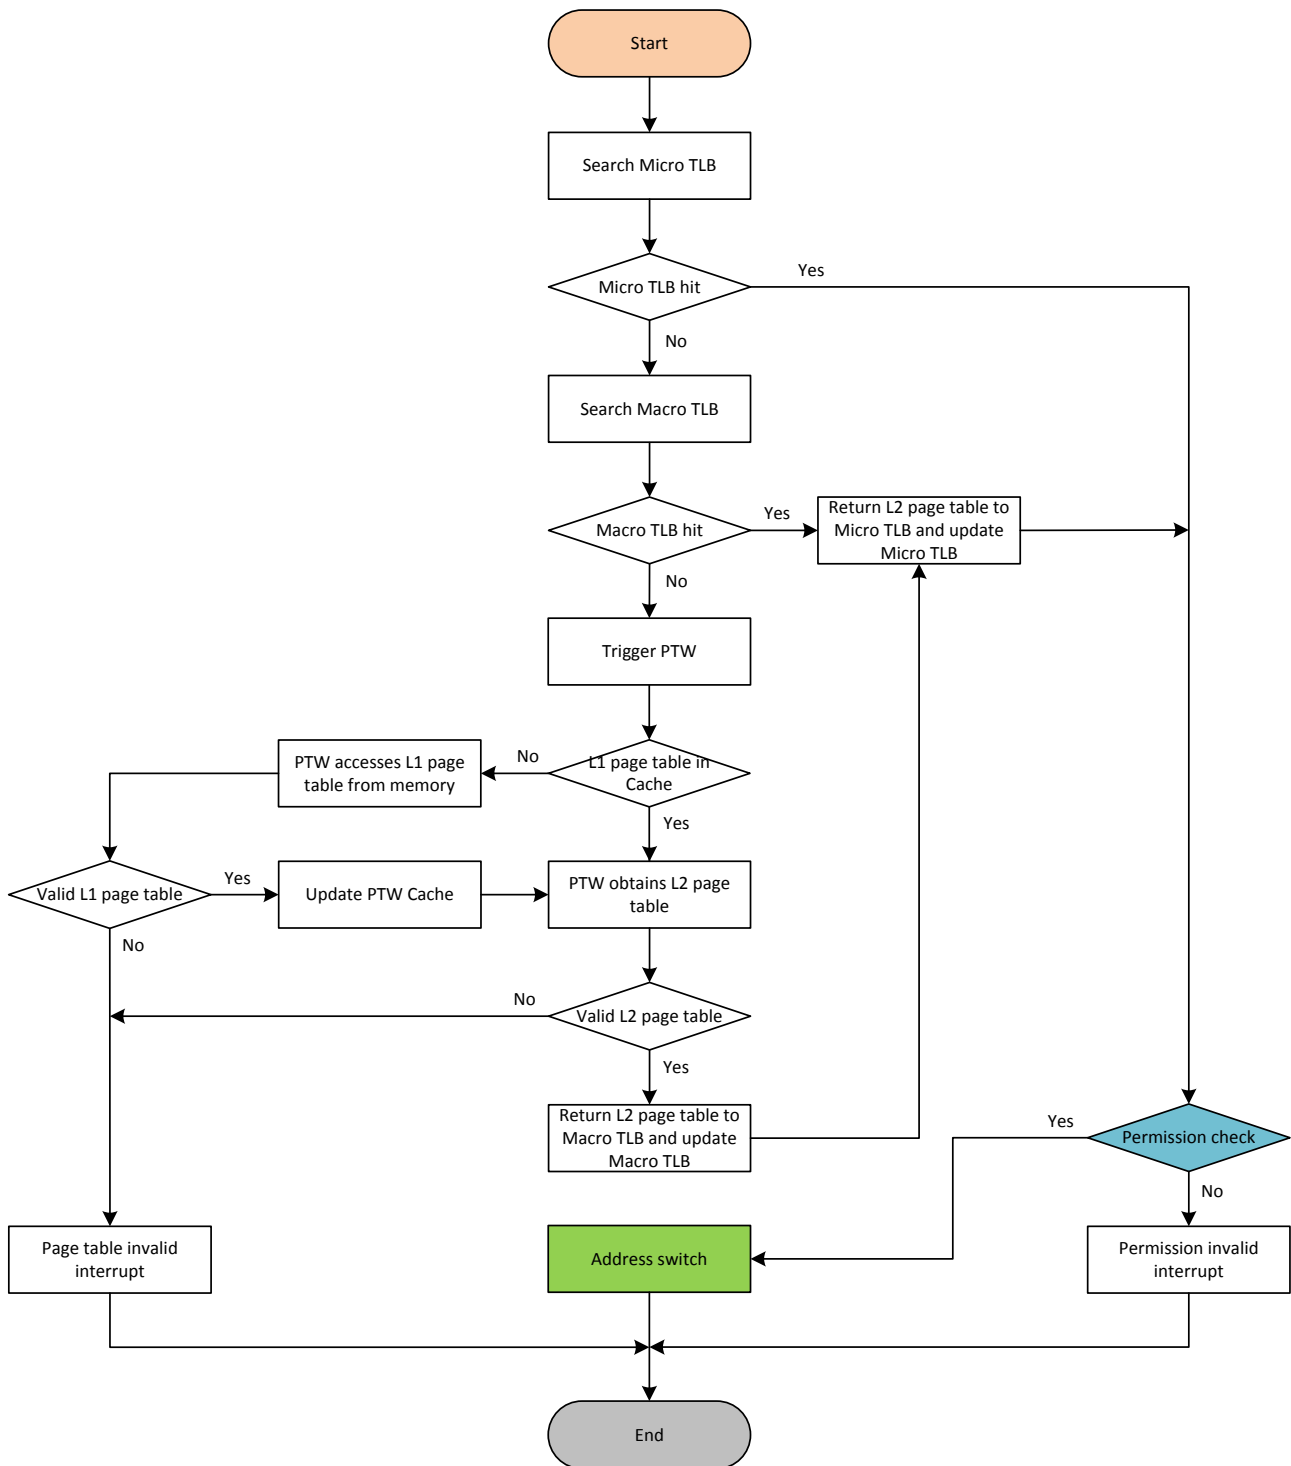 Start
Search Micro TLB
Yes
Micro TLB hit
No
Search Macro TLB
Macro TLB hit
Yes
Return L2 page table to
Micro TLB and update
Micro TLB
No
Trigger PTW
PTW accesses L1 page
table from memory
No
L1 page table in
Cache
Yes
Valid L1 page table
Yes
Update PTW Cache
PTW obtains L2 page
table
No
No
Valid L2 page table
Yes
Return L2 page table to
Macro TLB and update
Macro TLB
Yes
Permission check
No
Page table invalid
interrupt
Address switch
Permission invalid
interrupt
End